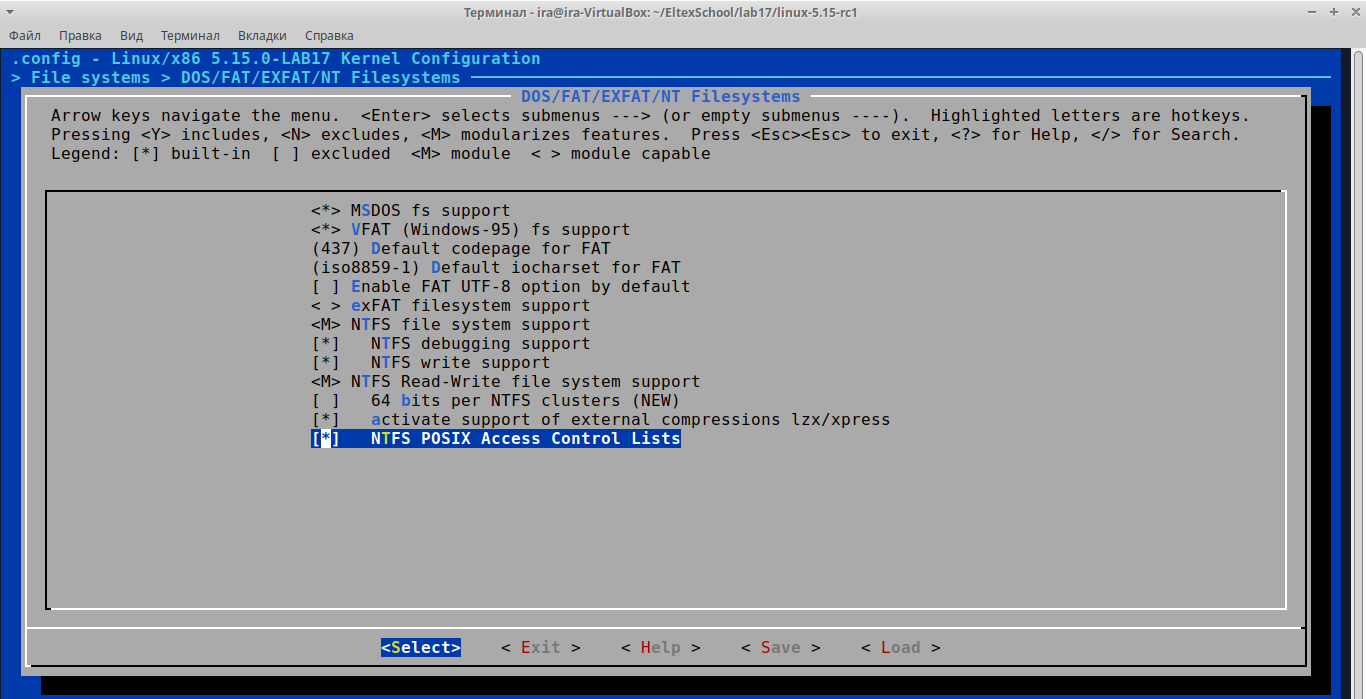 Терминал - ira@ira-VirtualBox: ~/EltexSchool/lab17/linux-5.15-rc1
Файл Правка Вид Терминал Вкладки Справка
.config - Linux/x86 5.15.0-LAB17 Kernel Configuration
> File systems > DOS/FAT/EXFAT/NT Filesystems
DOS/FAT/EXFAT/NT Filesystems
Arrow keys navigate the menu.  <Enter> selects submenus ---> (or empty submenus ----).  Highlighted letters are hotkeys.
Pressing <Y> includes, <N> excludes, <M> modularizes features.  Press <Esc><Esc> to exit, <?> for Help, </> for Search.
Legend: [*] built-in  [ ] excluded  <M> module  < > module capable
<*> MSDOS fs support
<*> VFAT (Windows-95) fs support
(437) Default codepage for FAT
(iso8859-1) Default iocharset for FAT
[ ] Enable FAT UTF-8 option by default
< > exFAT filesystem support
<M> NTFS file system support
[*]   NTFS debugging support
[*]   NTFS write support
<M> NTFS Read-Write file system support
[ ]   64 bits per NTFS clusters (NEW)
[*]   activate support of external compressions lzx/xpress
[*]   NTFS POSIX Access Control Lists
<Select>    < Exit >    < Help >    < Save >    < Load >